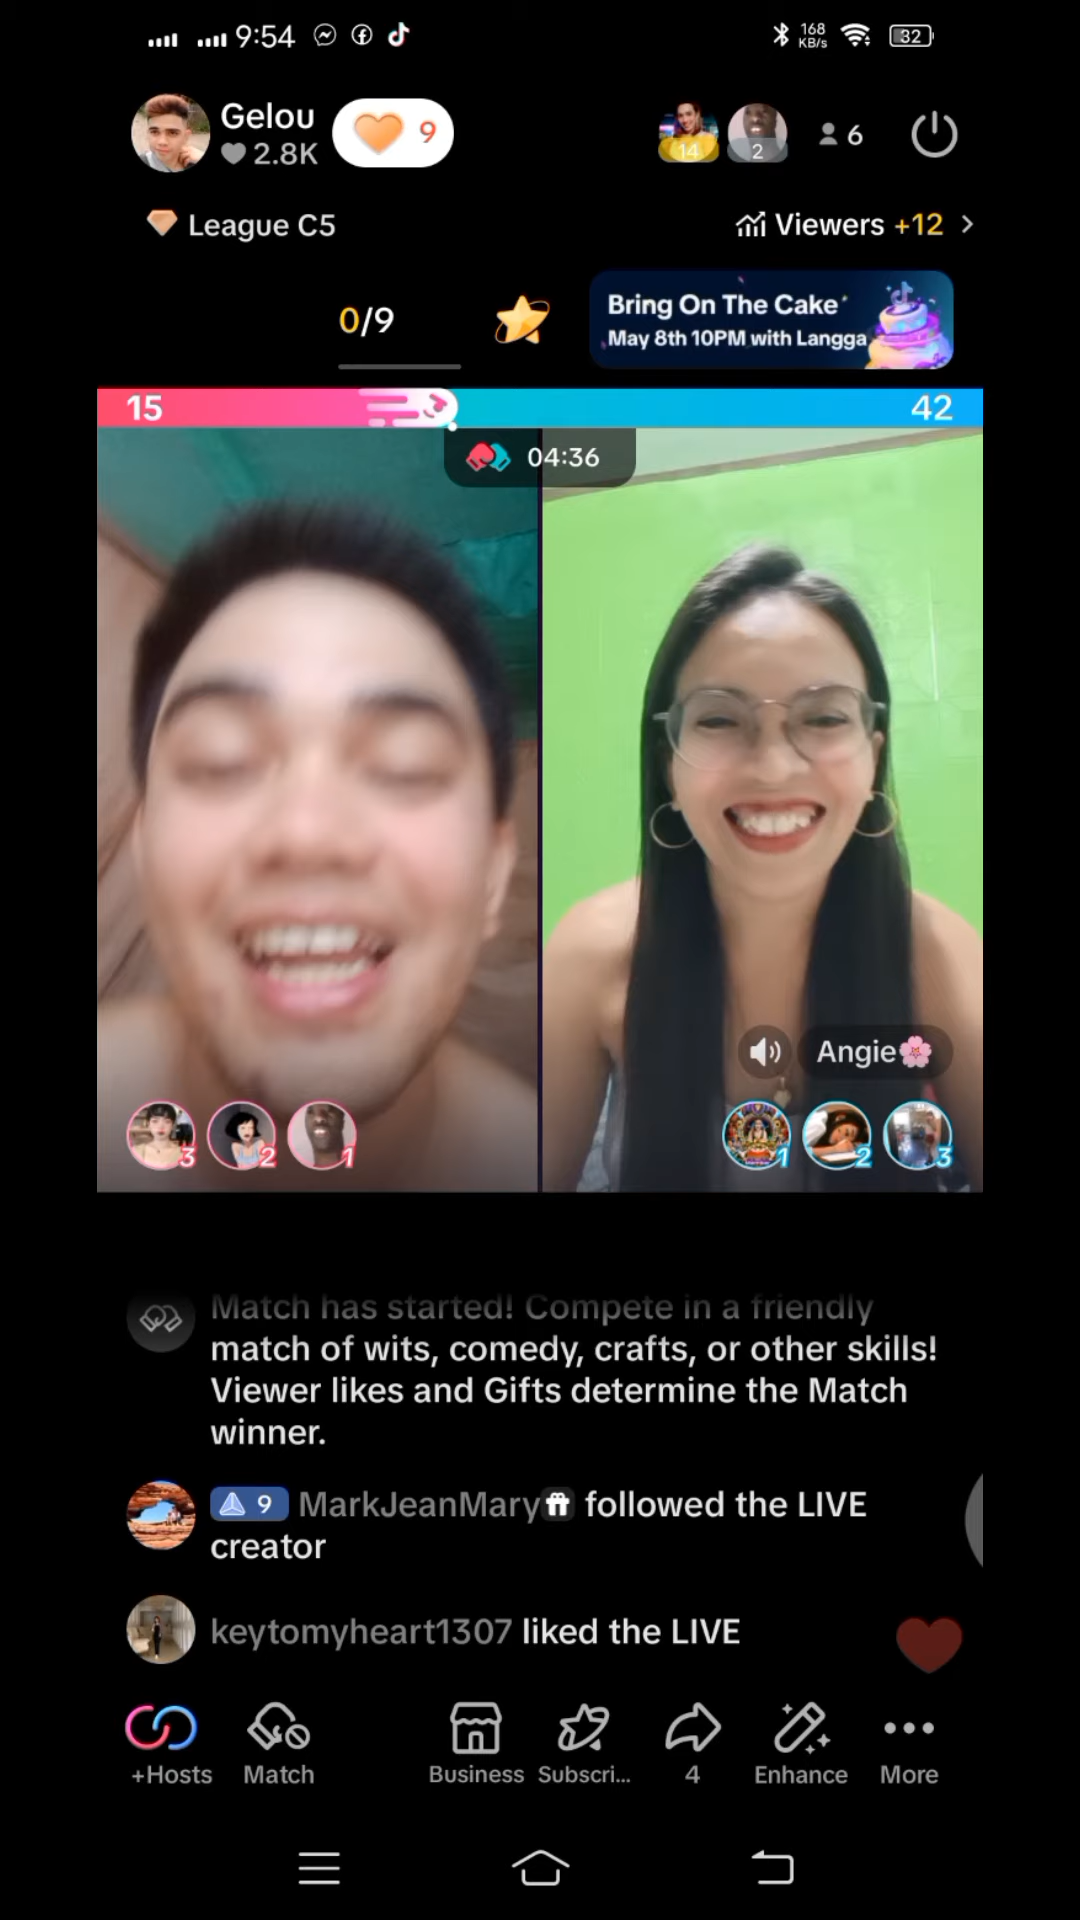 9:54
168
KB/s
32
Gelou
2.8K
9
14
2
6
League C5
Viewers +12
0/9
Bring On The Cake
May 8th 10PM with Langga
15
42
04:36
Angie🌸
3
2
1
1
2
3
Match has started! Compete in a friendly
match of wits, comedy, crafts, or other skills!
Viewer likes and Gifts determine the Match
winner.
9 MarkJeanMary followed the LIVE
creator
keytomyheart1307 liked the LIVE
+Hosts
Match
Business
Subscri...
4
Enhance
More